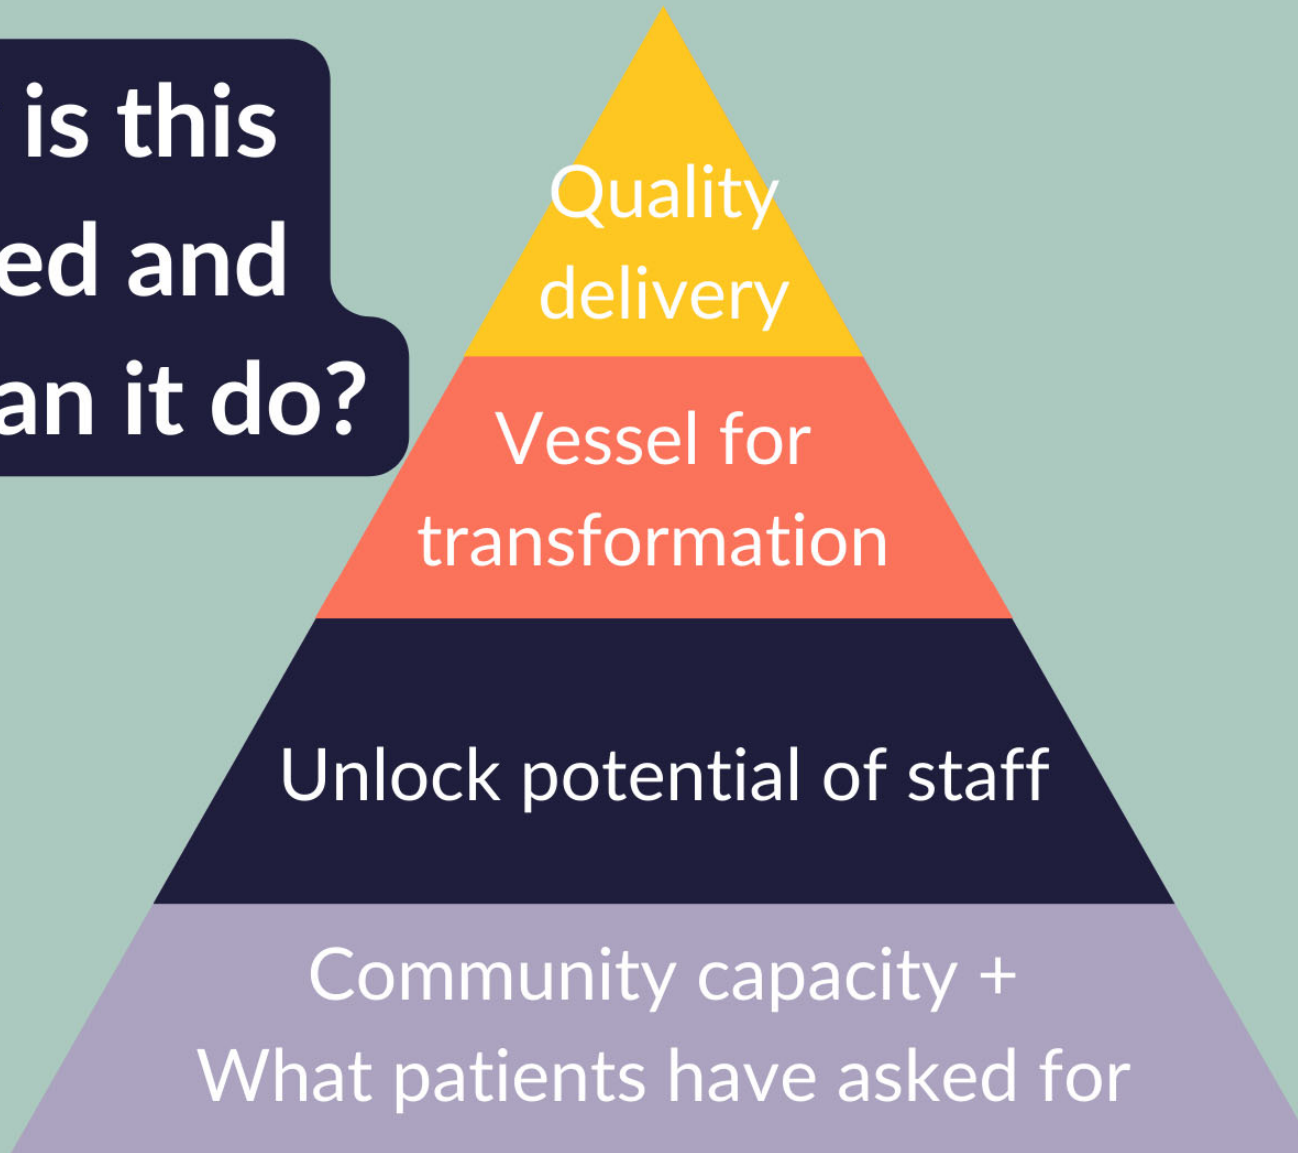 is this
ed and
an it do?
Quality
delivery
Vessel for
transformation
Unlock potential of staff
Community capacity +
What patients have asked for